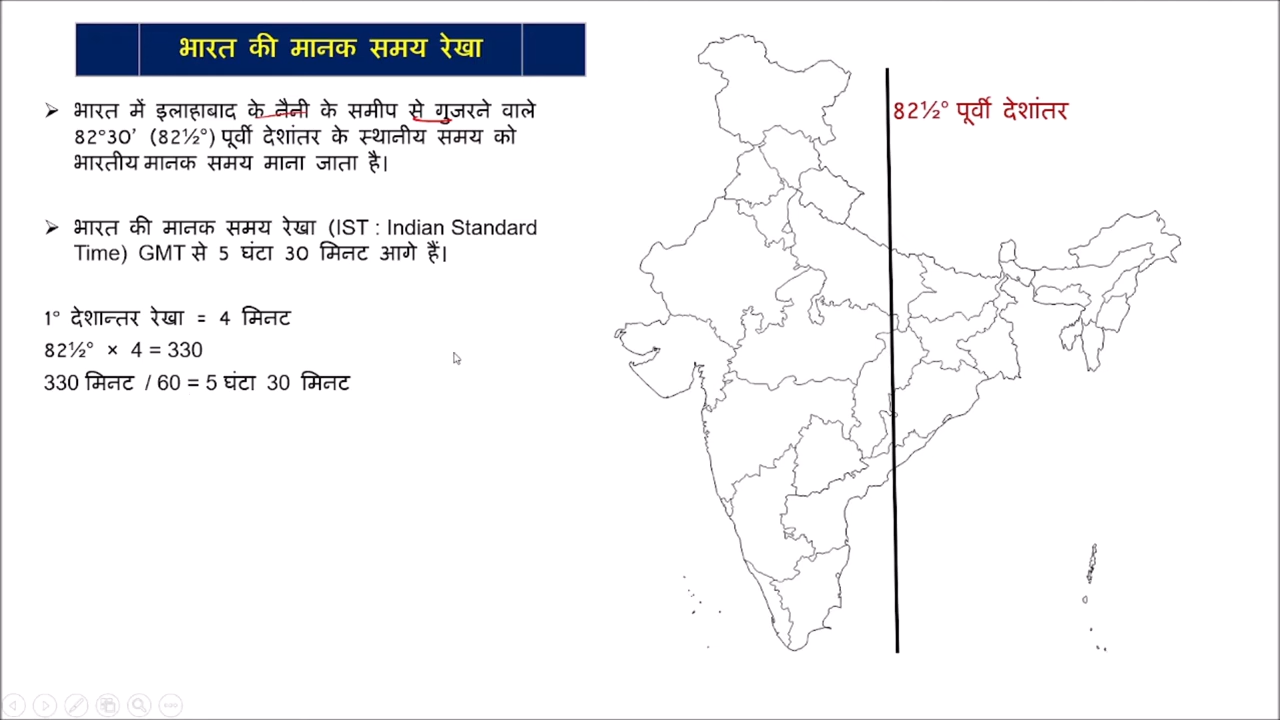 भारत की मानक समय रेखा
भारत में इलाहाबाद के नैनी के समीप से गुजरने वाले
82°30’ (82½°) पूर्वी देशांतर के स्थानीय समय को
भारतीय मानक समय माना जाता है।
भारत की मानक समय रेखा (IST : Indian Standard
Time) GMT से 5 घंटा 30 मिनट आगे हैं।
1° देशान्तर रेखा = 4 मिनट
82½° × 4 = 330
330 मिनट / 60 = 5 घंटा 30 मिनट
82½° पूर्वी देशांतर